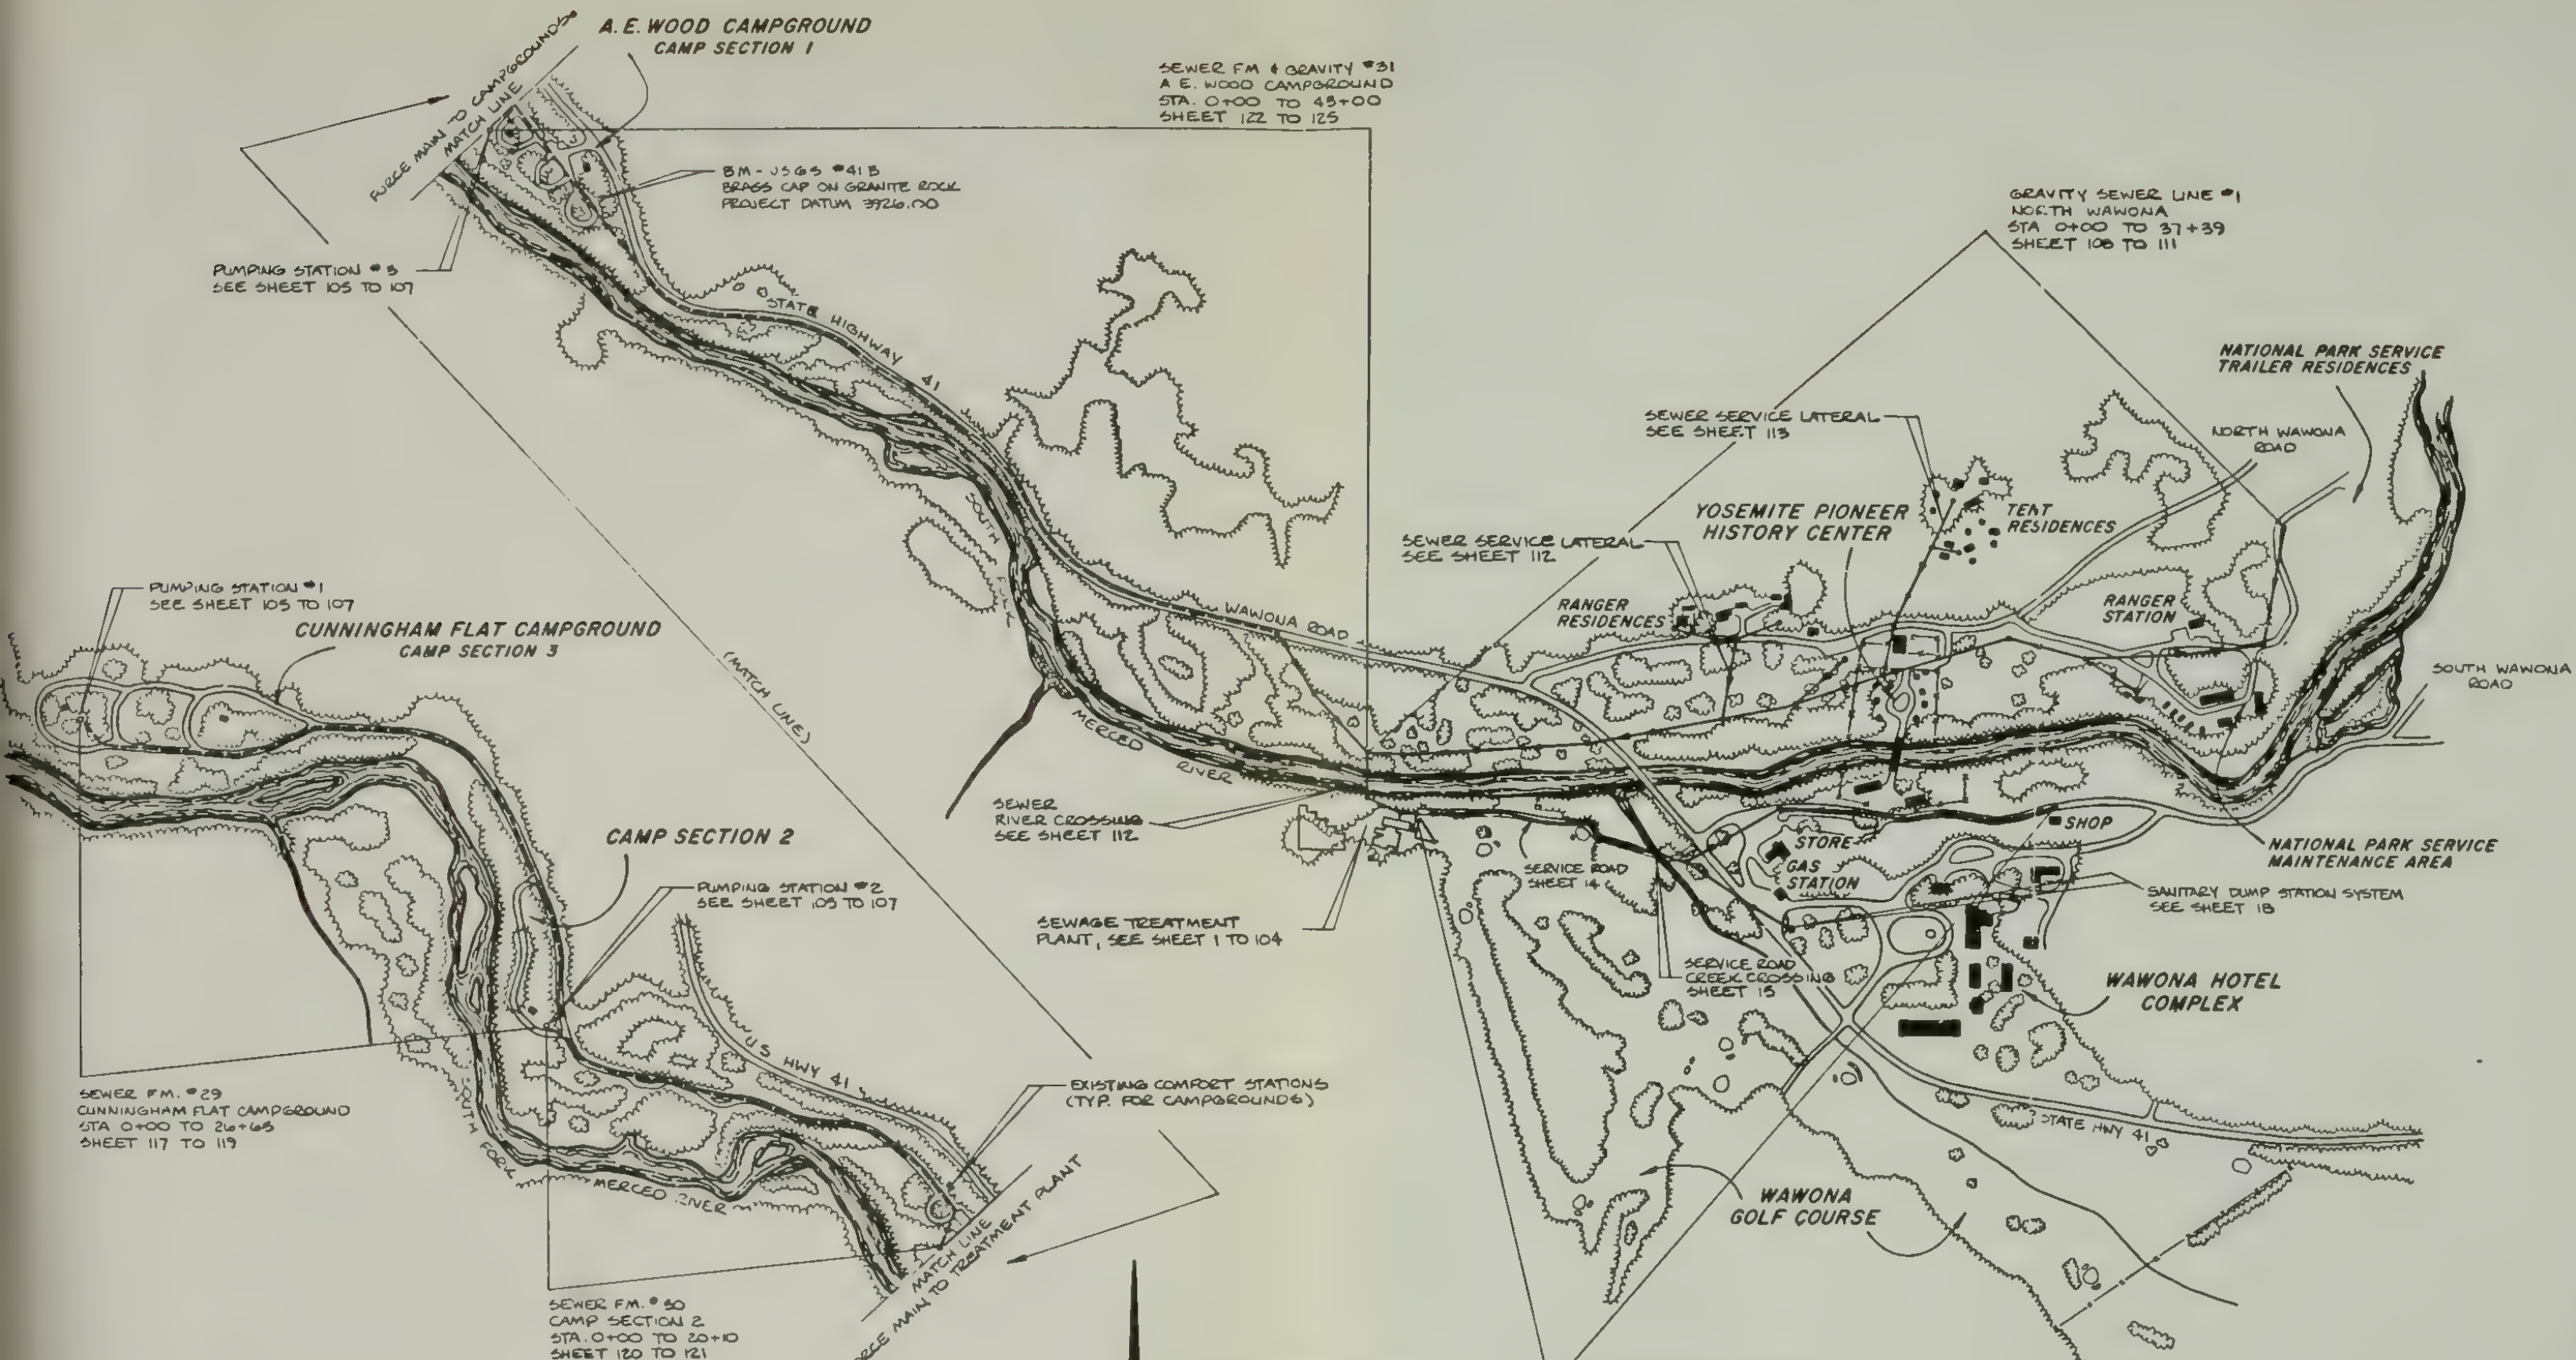 A.E. WOOD CAMPGROUND
CAMP SECTION 1
FORCE MAIN TO CAMPGROUNDS
MATCH LINE
SEWER FM & GRAVITY #31
A E. WOOD CAMPGROUND
STA. 0+00 TO 45+00
SHEET 122 TO 125
BM - USGS #41B
BRASS CAP ON GRANITE ROCK
PROJECT DATUM 3926.00
PUMPING STATION #3
SEE SHEET 105 TO 107
STATE HIGHWAY 41
GRAVITY SEWER LINE #1
NORTH WAWONA
STA 0+00 TO 37+39
SHEET 108 TO 111
NATIONAL PARK SERVICE
TRAILER RESIDENCES
NORTH WAWONA
ROAD
SEWER SERVICE LATERAL
SEE SHEET 113
YOSEMITE PIONEER
HISTORY CENTER
TENT
RESIDENCES
SEWER SERVICE LATERAL
SEE SHEET 112
RANGER
RESIDENCES
RANGER
STATION
WAWONA ROAD
SOUTH WAWONA
ROAD
SOUTH FORK
MERCED
RIVER
PUMPING STATION #1
SEE SHEET 105 TO 107
CUNNINGHAM FLAT CAMPGROUND
CAMP SECTION 3
(MATCH LINE)
SEWER
RIVER CROSSING
SEE SHEET 112
CAMP SECTION 2
PUMPING STATION #2
SEE SHEET 105 TO 107
SEWAGE TREATMENT
PLANT, SEE SHEET 1 TO 104
SERVICE ROAD
SHEET 14
STORE
GAS
STATION
SHOP
NATIONAL PARK SERVICE
MAINTENANCE AREA
SANITARY DUMP STATION SYSTEM
SEE SHEET 18
SERVICE ROAD
CREEK CROSSING
SHEET 15
WAWONA HOTEL
COMPLEX
US HWY 41
EXISTING COMFORT STATIONS
(TYP. FOR CAMPGROUNDS)
SEWER FM. #29
CUNNINGHAM FLAT CAMPGROUND
STA 0+00 TO 26+65
SHEET 117 TO 119
SOUTH FORK
MERCED RIVER
STATE HWY 41
WAWONA
GOLF COURSE
MATCH LINE
FORCE MAIN TO TREATMENT PLANT
SEWER FM. #30
CAMP SECTION 2
STA. 0+00 TO 20+10
SHEET 120 TO 121